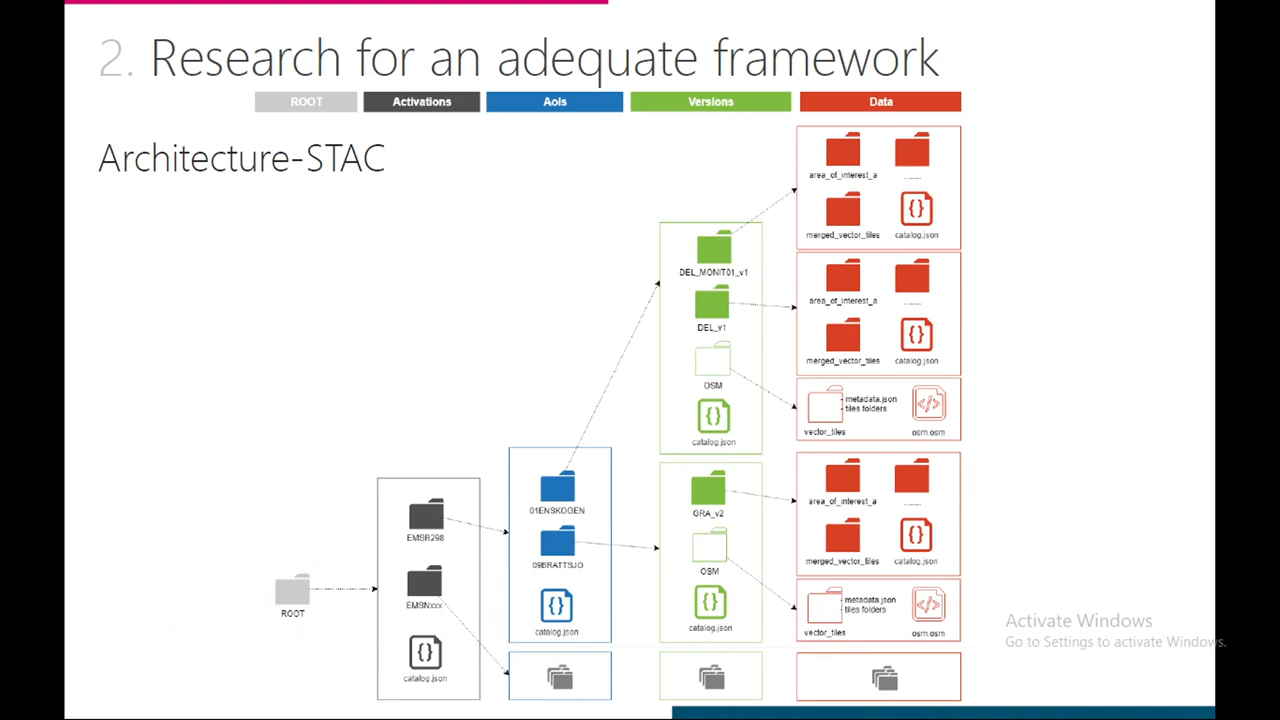 2. Research for an adequate framework
ROOT
Activations
AoIs
Versions
Data
Architecture-STAC
area_of_interest_a
........
merged_vector_tiles
catalog.json
DEL_MONIT01_v1
DEL_v1
OSM
catalog.json
area_of_interest_a
........
merged_vector_tiles
catalog.json
metadata.json
tiles folders
vector_tiles
osm.osm
01ENSKOGEN
09BRATTSJO
catalog.json
GRA_v2
OSM
catalog.json
area_of_interest_a
........
merged_vector_tiles
catalog.json
metadata.json
tiles folders
vector_tiles
osm.osm
EMSR298
EMSNxxx
catalog.json
ROOT
Activate Windows
Go to Settings to activate Windows.